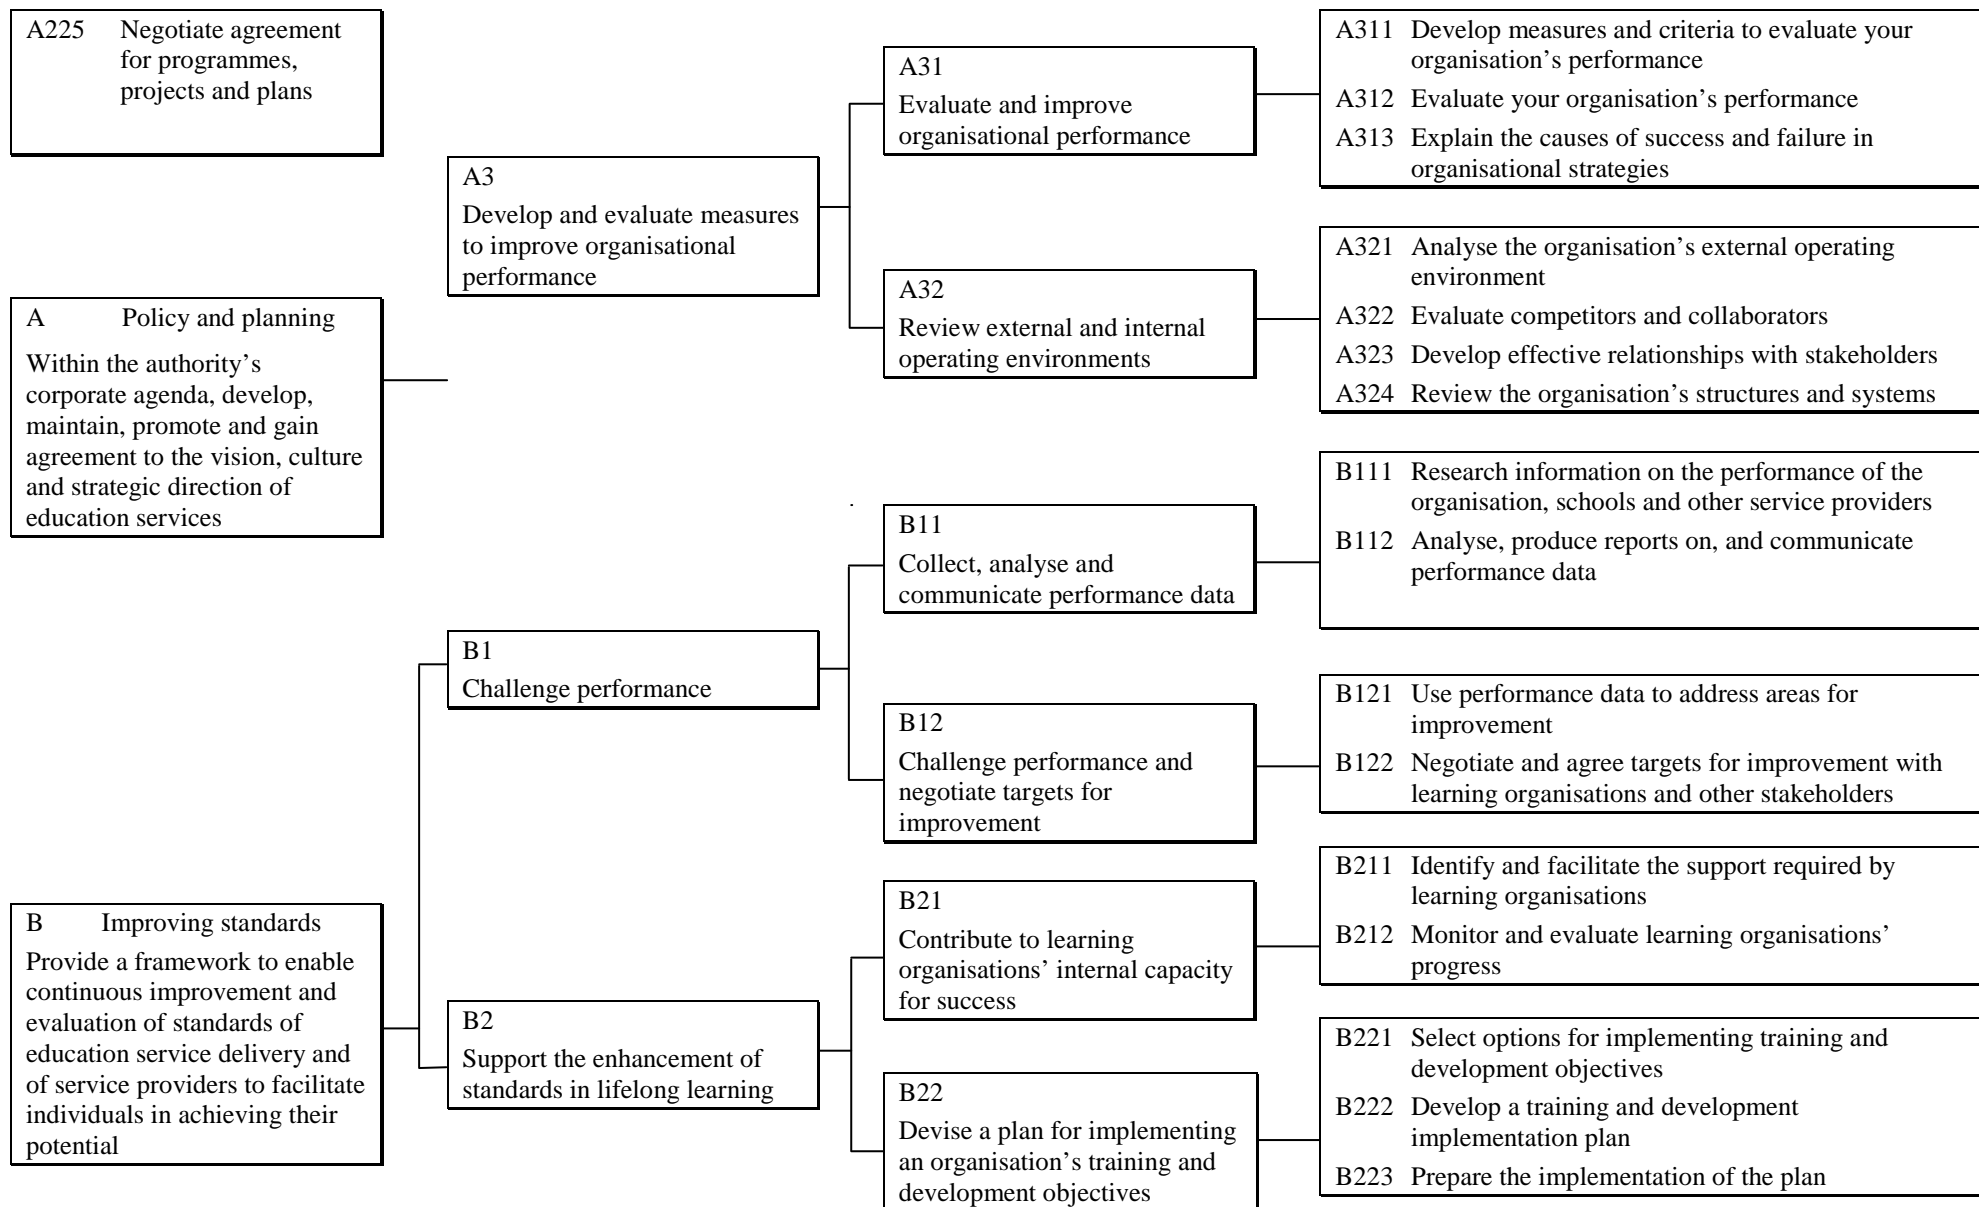 A225 Negotiate agreement
for programmes,
projects and plans
A Policy and planning
Within the authority’s
corporate agenda, develop,
maintain, promote and gain
agreement to the vision, culture
and strategic direction of
education services
B Improving standards
Provide a framework to enable
continuous improvement and
evaluation of standards of
education service delivery and
of service providers to facilitate
individuals in achieving their
potential
A3
Develop and evaluate measures
to improve organisational
performance
B1
Challenge performance
B2
Support the enhancement of
standards in lifelong learning
A31
Evaluate and improve
organisational performance
A32
Review external and internal
operating environments
B11
Collect, analyse and
communicate performance data
B12
Challenge performance and
negotiate targets for
improvement
B21
Contribute to learning
organisations’ internal capacity
for success
B22
Devise a plan for implementing
an organisation’s training and
development objectives
A311 Develop measures and criteria to evaluate your
organisation’s performance
A312 Evaluate your organisation’s performance
A313 Explain the causes of success and failure in
organisational strategies
A321 Analyse the organisation’s external operating
environment
A322 Evaluate competitors and collaborators
A323 Develop effective relationships with stakeholders
A324 Review the organisation’s structures and systems
B111 Research information on the performance of the
organisation, schools and other service providers
B112 Analyse, produce reports on, and communicate
performance data
B121 Use performance data to address areas for
improvement
B122 Negotiate and agree targets for improvement with
learning organisations and other stakeholders
B211 Identify and facilitate the support required by
learning organisations
B212 Monitor and evaluate learning organisations’
progress
B221 Select options for implementing training and
development objectives
B222 Develop a training and development
implementation plan
B223 Prepare the implementation of the plan